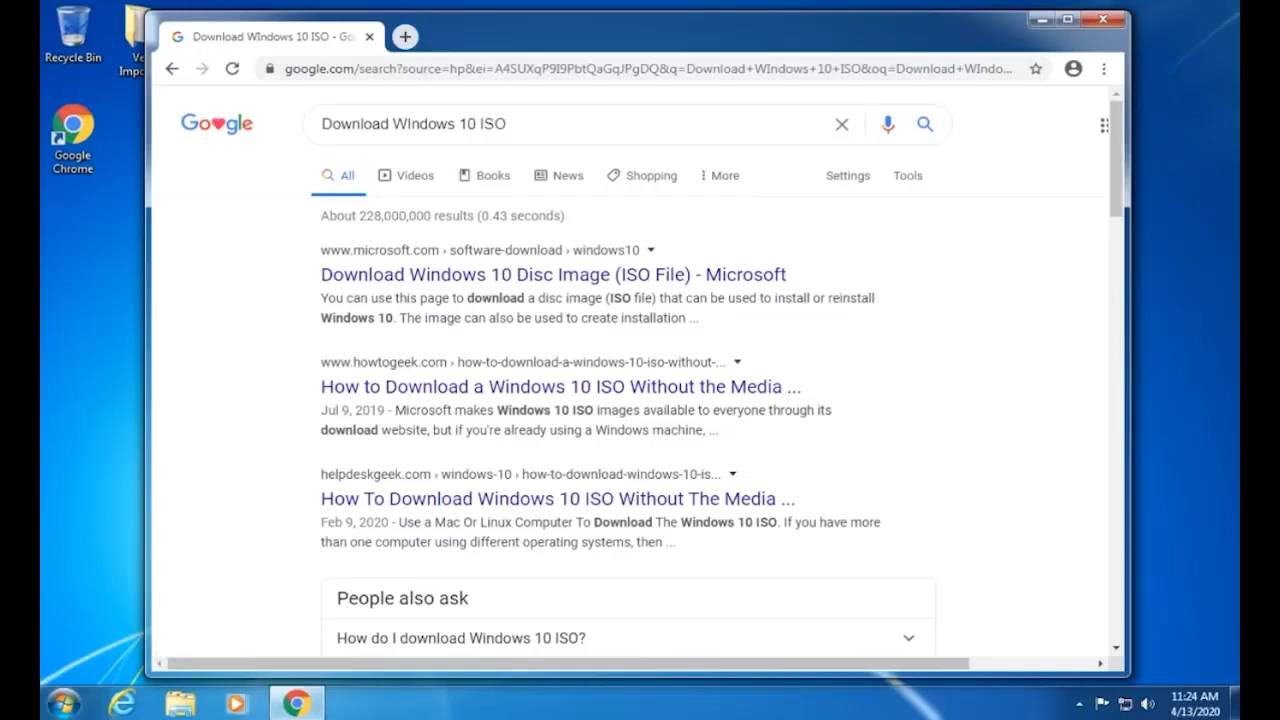 Recycle Bin
Ve
Impo
Google
Chrome
Download WIndows 10 ISO - Go
google.com/search?source=hp&ei=A4SUXqP9I9PbtQaGqJPgDQ&q=Download+WIndows+10+ISO&oq=Download+WIndo...
Google
Download WIndows 10 ISO
All
Videos
Books
News
Shopping
More
Settings
Tools
About 228,000,000 results (0.43 seconds)
www.microsoft.com › software-download › windows10
Download Windows 10 Disc Image (ISO File) - Microsoft
You can use this page to download a disc image (ISO file) that can be used to install or reinstall
Windows 10. The image can also be used to create installation ...
www.howtogeek.com › how-to-download-a-windows-10-iso-without-...
How to Download a Windows 10 ISO Without the Media ...
Jul 9, 2019 - Microsoft makes Windows 10 ISO images available to everyone through its
download website, but if you're already using a Windows machine, ...
helpdeskgeek.com › windows-10 › how-to-download-windows-10-is...
How To Download Windows 10 ISO Without The Media ...
Feb 9, 2020 - Use a Mac Or Linux Computer To Download The Windows 10 ISO. If you have more
than one computer using different operating systems, then ...
People also ask
How do I download Windows 10 ISO?
11:24 AM
4/13/2020